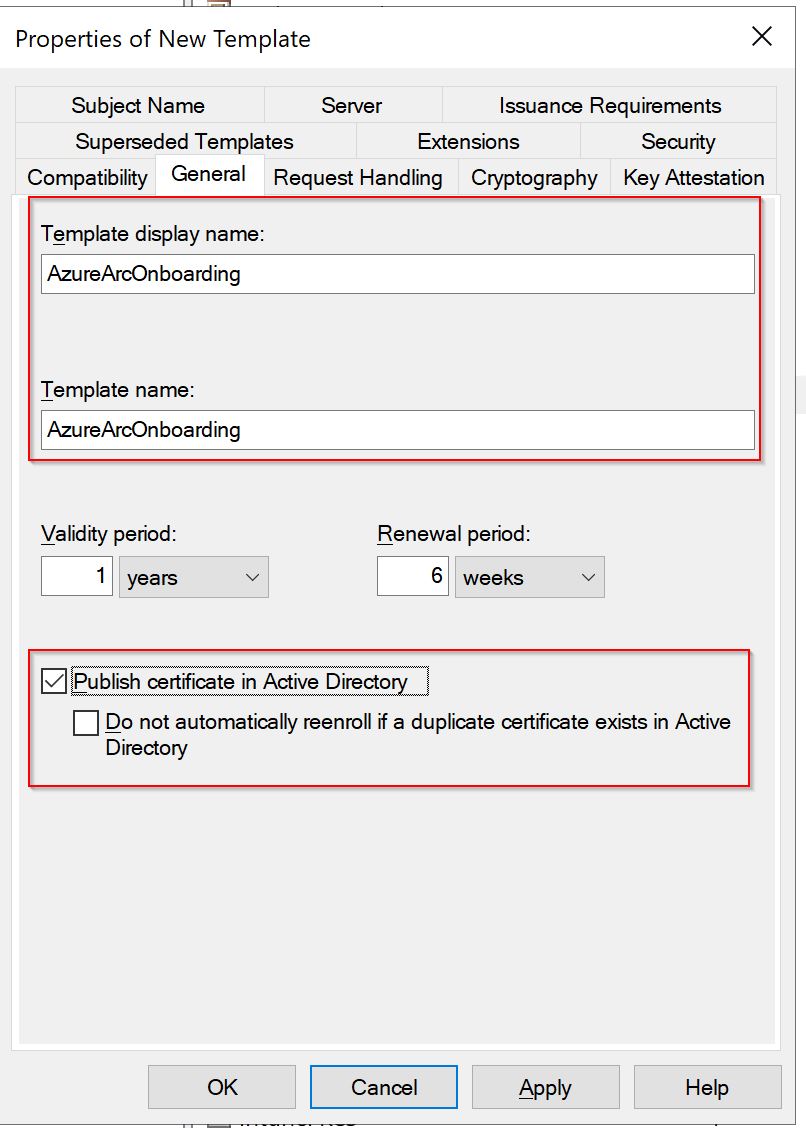 Properties of New Template
Subject Name Server Issuance Requirements
Superseded Templates Extensions Security
Compatibility General Request Handling Cryptography Key Attestation
Template display name:
AzureArcOnboarding
Template name:
AzureArcOnboarding
Validity period: Renewal period:
1 years 6 weeks
Publish certificate in Active Directory
Do not automatically reenroll if a duplicate certificate exists in Active
Directory
OK Cancel Apply Help